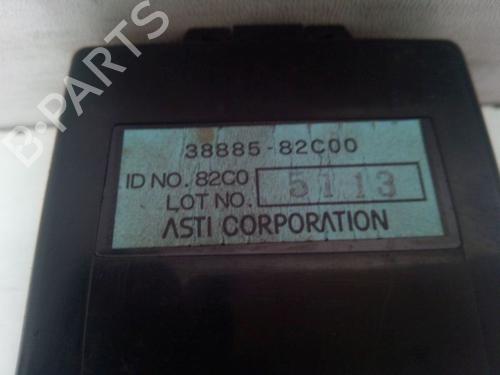 B-PARTS
38885-82C00
ID NO. 82C0
LOT NO. 5113
ASTI CORPORATION